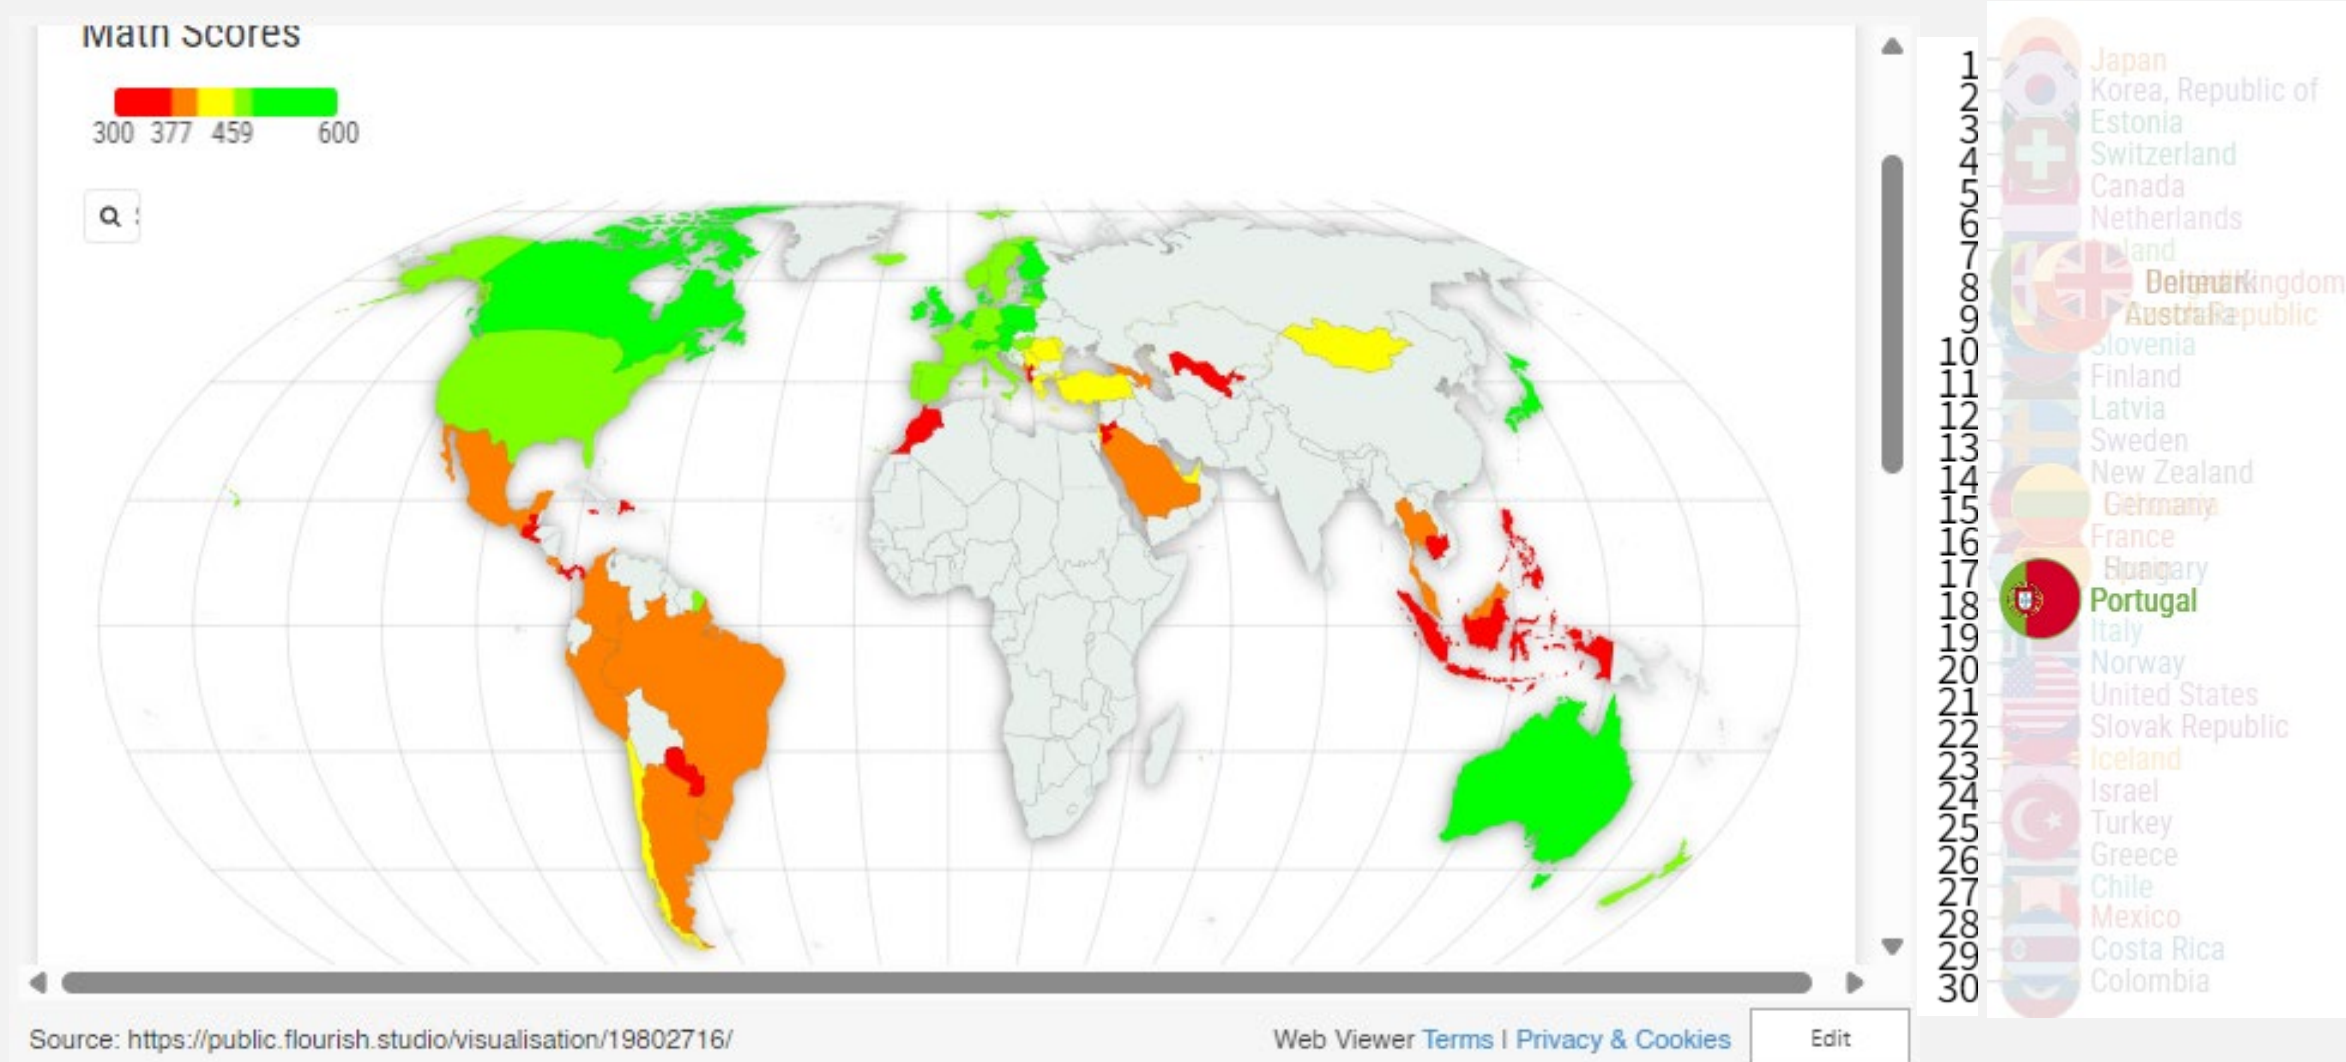 Math Scores
300 377 459 600
Source: https://public.flourish.studio/visualisation/19802716/
Web Viewer Terms | Privacy & Cookies
Edit
1
2
3
4
5
6
7
8
9
10
11
12
13
14
15
16
17
18
19
20
21
22
23
24
25
26
27
28
29
30
Japan
Korea, Republic of
Estonia
Switzerland
Canada
Netherlands
Kingdom
Australia
Republic
Slovenia
Finland
Latvia
Sweden
New Zealand
Germany
France
Portugal
Italy
Norway
United States
Slovak Republic
Iceland
Israel
Turkey
Greece
Chile
Mexico
Costa Rica
Colombia